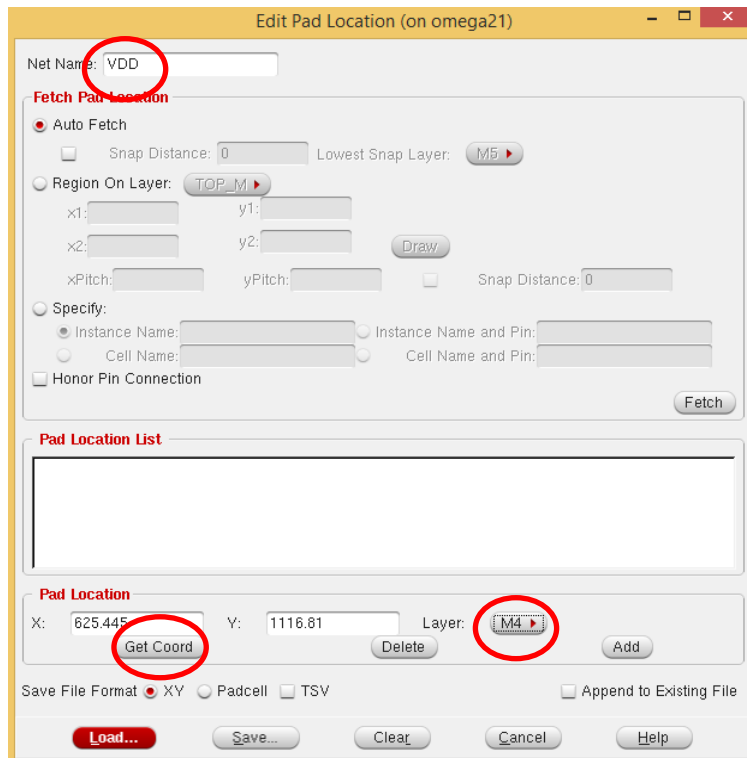 Edit Pad Location (on omega21)
Net Name: VDD
Fetch Pad Location
Auto Fetch
Snap Distance: 0 Lowest Snap Layer: M5
Region On Layer: TOP_M
x1: y1:
x2: y2: Draw
xPitch: yPitch: Snap Distance: 0
Specify:
Instance Name: Instance Name and Pin:
Cell Name: Cell Name and Pin:
Honor Pin Connection
Fetch
Pad Location List
Pad Location
X: 625.445 Y: 1116.81 Layer: M4
Get Coord Delete Add
Save File Format XY Padcell TSV Append to Existing File
Load... Save... Clear Cancel Help